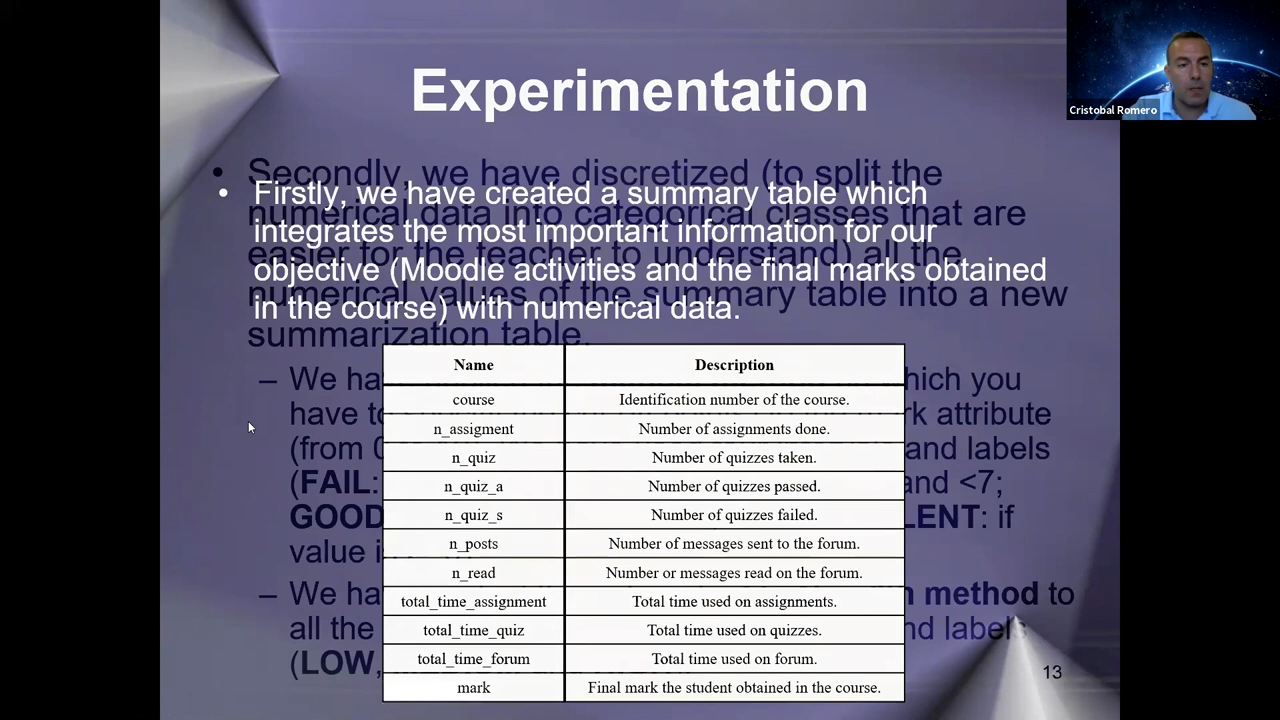 Experimentation
Cristobal Romero
• Secondly, we have discretized (to split the
numerical data into categorical classes that are
easier for the teacher to understand) all the
numerical values of the summary table into a new
summarization table.
• Firstly, we have created a summary table which
integrates the most important information for our
objective (Moodle activities and the final marks obtained
in the course) with numerical data.
Name Description
course Identification number of the course.
n_assigment Number of assignments done.
n_quiz Number of quizzes taken.
n_quiz_a Number of quizzes passed.
n_quiz_s Number of quizzes failed.
n_posts Number of messages sent to the forum.
n_read Number or messages read on the forum.
total_time_assignment Total time used on assignments.
total_time_quiz Total time used on quizzes.
total_time_forum Total time used on forum.
mark Final mark the student obtained in the course.
– We which you
have attribute
(from and labels
(FAIL: and <7;
GOOD if
value
– We method to
all the labels
(LOW,
13